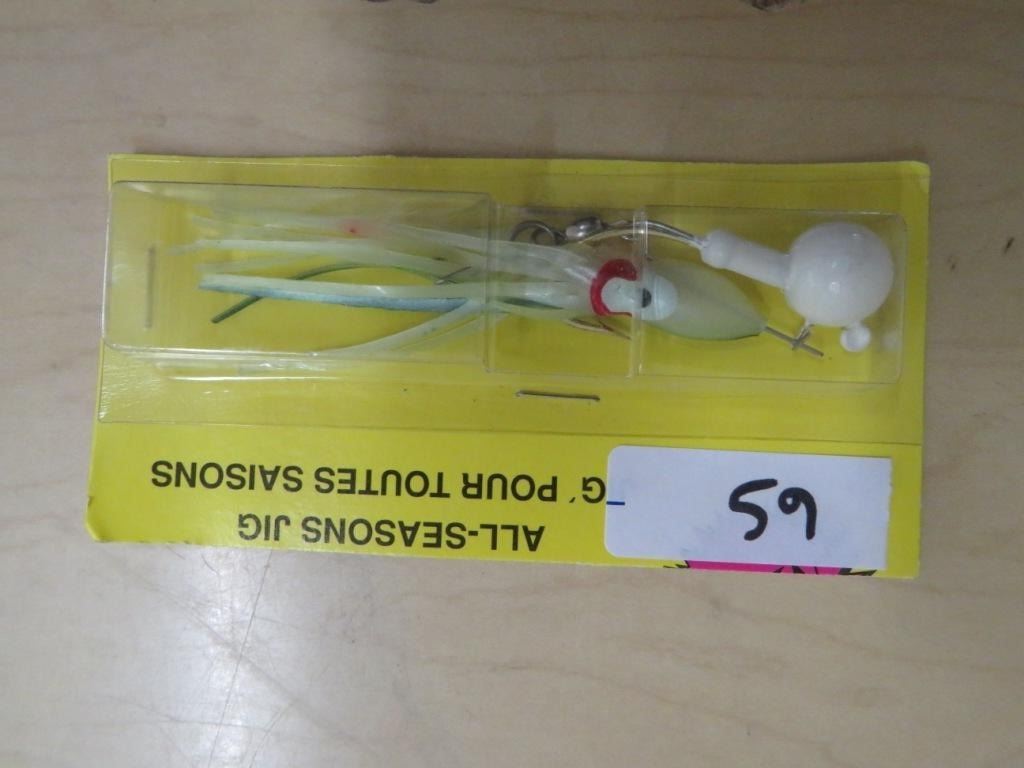 ALL-SEASONS JIG
G´ POUR TOUTES SAISONS
59